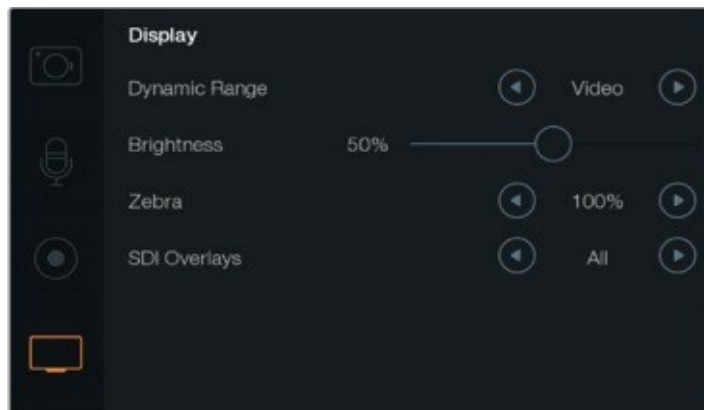 Display
Dynamic Range Video
Brightness 50%
Zebra 100%
SDI Overlays All